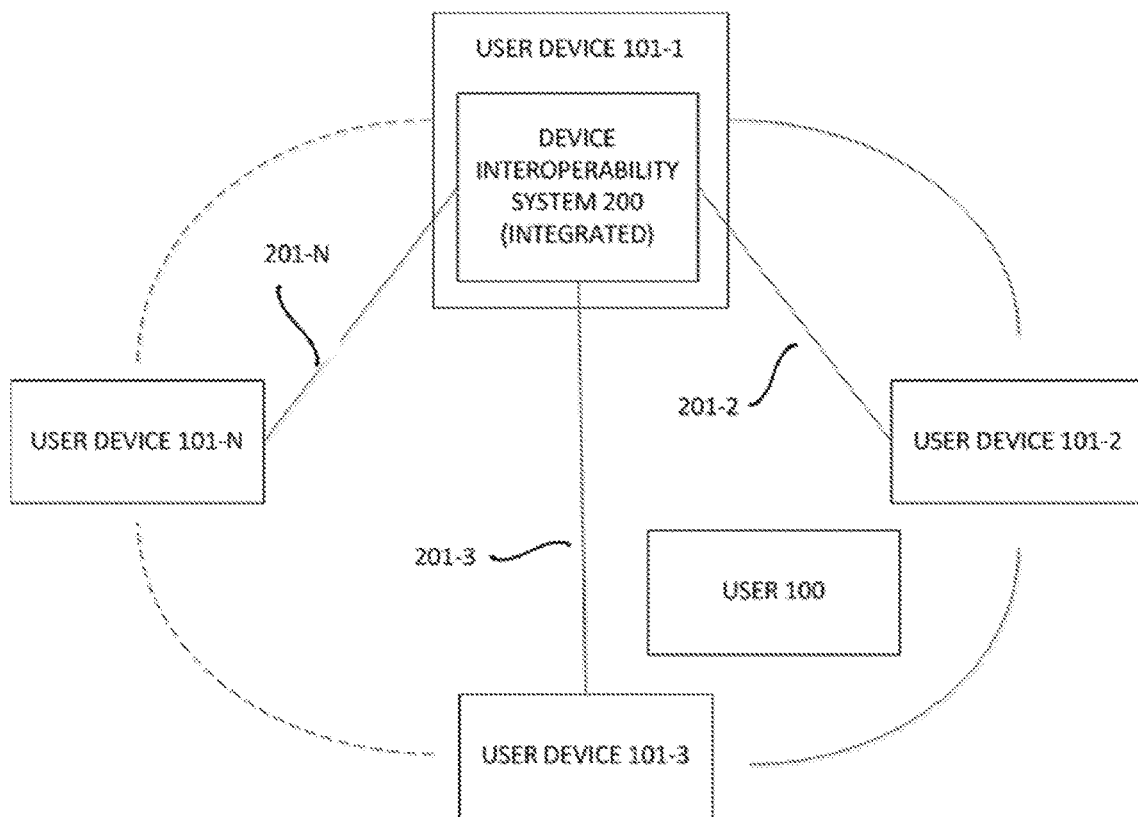 USER DEVICE 101-1
DEVICE
INTEROPERABILITY
SYSTEM 200
(INTEGRATED)
201-N
201-2
USER DEVICE 101-N
USER DEVICE 101-2
201-3
USER 100
USER DEVICE 101-3